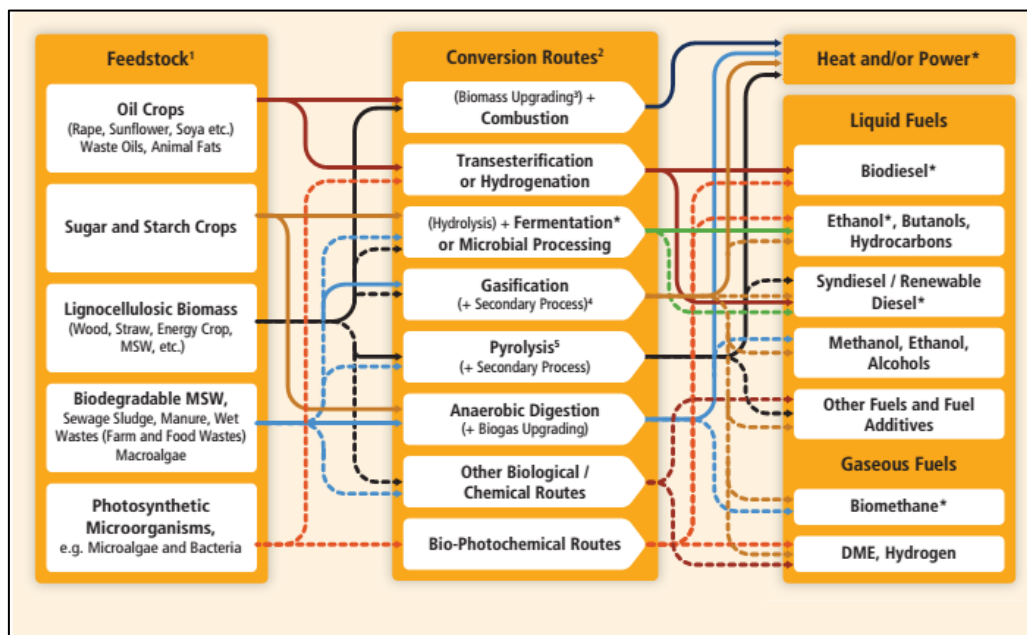 Feedstock¹
Oil Crops
(Rape, Sunflower, Soya etc.)
Waste Oils, Animal Fats
Sugar and Starch Crops
Lignocellulosic Biomass
(Wood, Straw, Energy Crop,
MSW, etc.)
Biodegradable MSW,
Sewage Sludge, Manure, Wet
Wastes (Farm and Food Wastes)
Macroalgae
Photosynthetic
Microorganisms,
e.g. Microalgae and Bacteria
Conversion Routes²
(Biomass Upgrading³) +
Combustion
Transesterification
or Hydrogenation
(Hydrolysis) + Fermentation*
or Microbial Processing
Gasification
(+ Secondary Process)⁴
Pyrolysis⁵
(+ Secondary Process)
Anaerobic Digestion
(+ Biogas Upgrading)
Other Biological /
Chemical Routes
Bio-Photochemical Routes
Heat and/or Power*
Liquid Fuels
Biodiesel*
Ethanol*, Butanols,
Hydrocarbons
Syndiesel / Renewable
Diesel*
Methanol, Ethanol,
Alcohols
Other Fuels and Fuel
Additives
Gaseous Fuels
Biomethane*
DME, Hydrogen